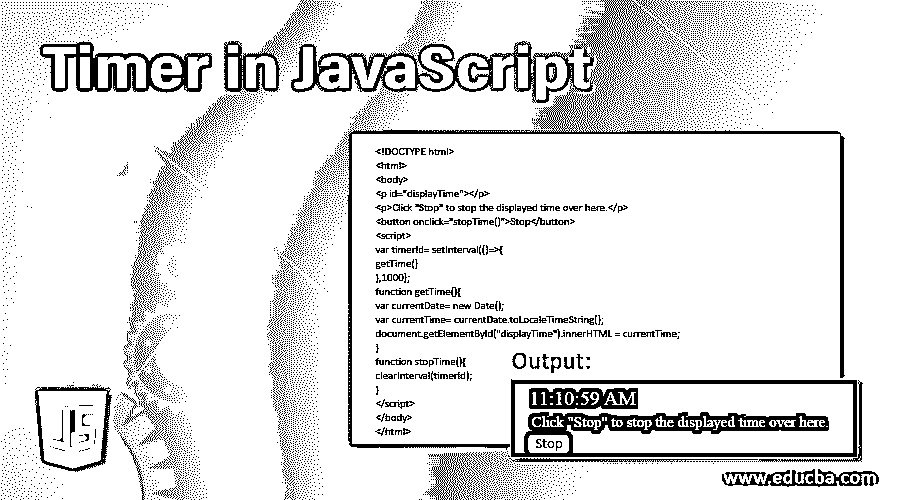 Timer in JavaScript
<!DOCTYPE html>
<html>
<body>
<p id="displayTime"></p>
<p>Click "Stop" to stop the displayed time over here.</p>
<button onclick="stopTime()">Stop</button>
<script>
var timerId= setInterval(()=>{
getTime()
},1000);
function getTime(){
var currentDate= new Date();
var currentTime= currentDate.toLocaleTimeString();
document.getElementById("displayTime").innerHTML = currentTime;
}
function stopTime(){
clearInterval(timerId);
}
</script>
</body>
</html>
Output:
11:10:59 AM
Click "Stop" to stop the displayed time over here.
Stop
JS
www.educba.com